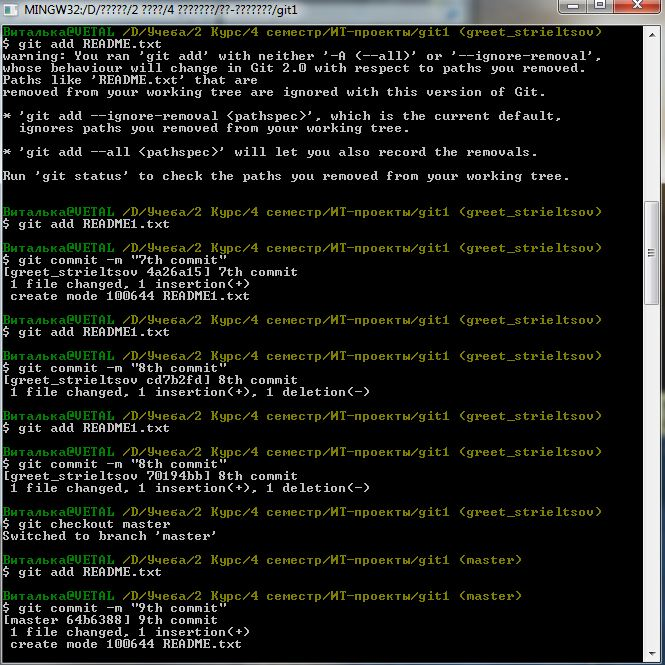 MINGW32:/D/?????/2 ????/4 ???????/??-???????/git1
Виталька@VETAL /D/Учеба/2 Курс/4 семестр/ИТ-проекты/git1 (greet_strieltsov)
$ git add README.txt
warning: You ran 'git add' with neither '-A (--all)' or '--ignore-removal',
whose behaviour will change in Git 2.0 with respect to paths you removed.
Paths like 'README.txt' that are
removed from your working tree are ignored with this version of Git.
* 'git add --ignore-removal <pathspec>', which is the current default,
ignores paths you removed from your working tree.
* 'git add --all <pathspec>' will let you also record the removals.
Run 'git status' to check the paths you removed from your working tree.
Виталька@VETAL /D/Учеба/2 Курс/4 семестр/ИТ-проекты/git1 (greet_strieltsov)
$ git add README1.txt
Виталька@VETAL /D/Учеба/2 Курс/4 семестр/ИТ-проекты/git1 (greet_strieltsov)
$ git commit -m "7th commit"
[greet_strieltsov 4a26a15] 7th commit
1 file changed, 1 insertion(+)
create mode 100644 README1.txt
Виталька@VETAL /D/Учеба/2 Курс/4 семестр/ИТ-проекты/git1 (greet_strieltsov)
$ git add README1.txt
Виталька@VETAL /D/Учеба/2 Курс/4 семестр/ИТ-проекты/git1 (greet_strieltsov)
$ git commit -m "8th commit"
[greet_strieltsov cd7b2fd] 8th commit
1 file changed, 1 insertion(+), 1 deletion(-)
Виталька@VETAL /D/Учеба/2 Курс/4 семестр/ИТ-проекты/git1 (greet_strieltsov)
$ git add README1.txt
Виталька@VETAL /D/Учеба/2 Курс/4 семестр/ИТ-проекты/git1 (greet_strieltsov)
$ git commit -m "8th commit"
[greet_strieltsov 70194bb] 8th commit
1 file changed, 1 insertion(+), 1 deletion(-)
Виталька@VETAL /D/Учеба/2 Курс/4 семестр/ИТ-проекты/git1 (greet_strieltsov)
$ git checkout master
Switched to branch 'master'
Виталька@VETAL /D/Учеба/2 Курс/4 семестр/ИТ-проекты/git1 (master)
$ git add README.txt
Виталька@VETAL /D/Учеба/2 Курс/4 семестр/ИТ-проекты/git1 (master)
$ git commit -m "9th commit"
[master 64b6388] 9th commit
1 file changed, 1 insertion(+)
create mode 100644 README.txt